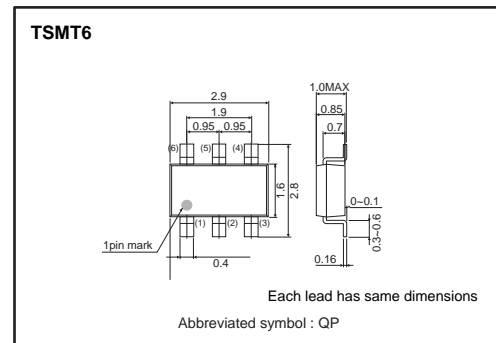 TSMT6
1.0MAX
2.9
0.85
1.9
0.7
0.95 0.95
(6) (5) (4)
1.6
2.8
0~0.1
0.3~0.6
1pin mark
(1) (2) (3)
0.4
0.16
Each lead has same dimensions
Abbreviated symbol : QP